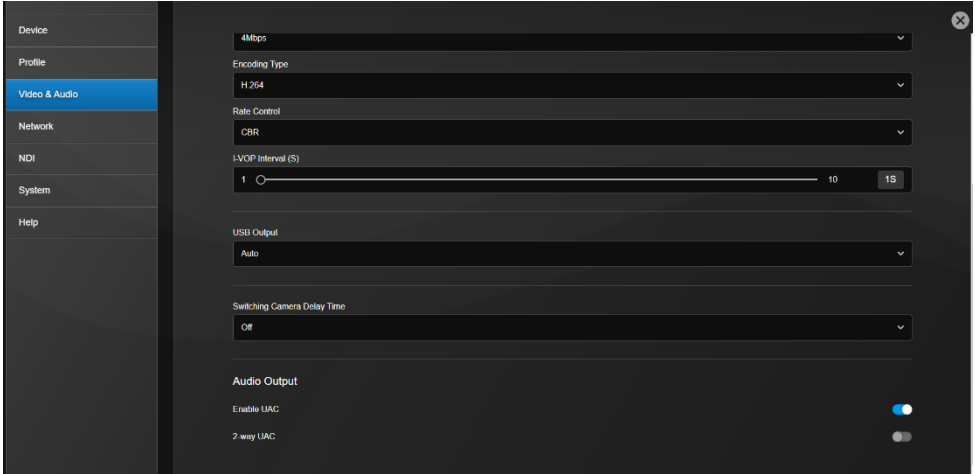 Device
Profile
Video & Audio
Network
NDI
System
Help
4Mbps
Encoding Type
H.264
Rate Control
CBR
I-VOP Interval (S)
1 10 1S
USB Output
Auto
Switching Camera Delay Time
Off
Audio Output
Enable UAC
2-way UAC